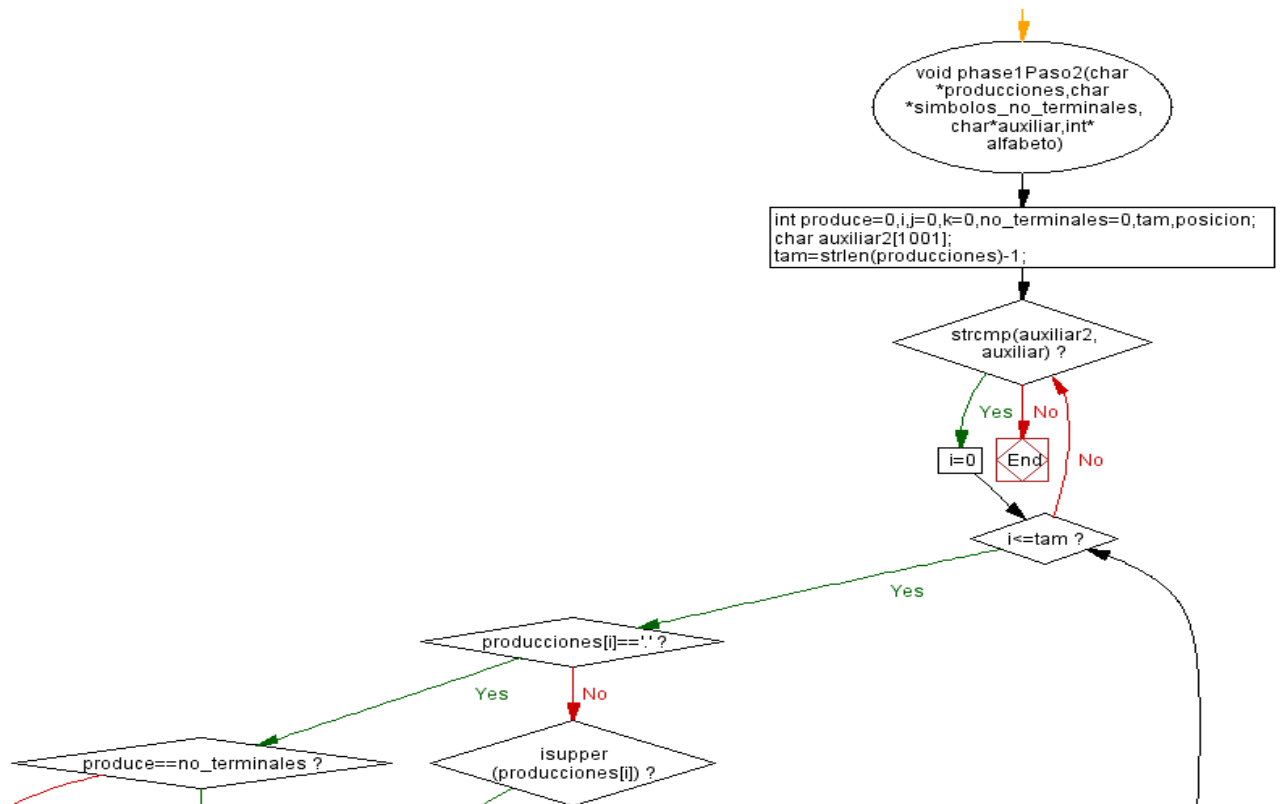 void phase1Paso2(char
*producciones,char
*simbolos_no_terminales,
char*auxiliar,int*
alfabeto)
int produce=0,i,j=0,k=0,no_terminales=0,tam,posicion;
char auxiliar2[1001];
tam=strlen(producciones)-1;
strcmp(auxiliar2,
auxiliar) ?
Yes
No
i=0
End
No
i<=tam ?
Yes
producciones[i]=='.' ?
Yes
No
produce==no_terminales ?
isupper
(producciones[i]) ?